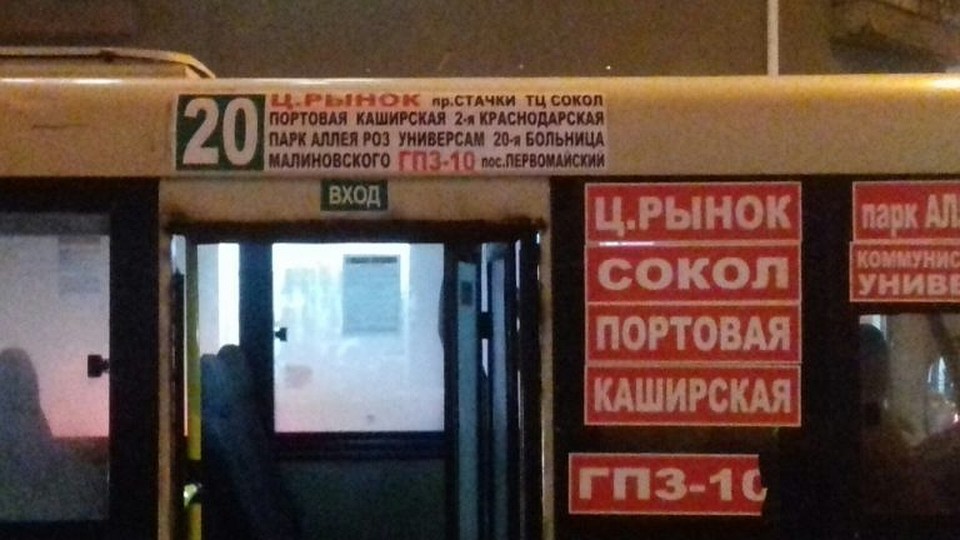 20
Ц.РЫНОК пр.СТАЧКИ ТЦ СОКОЛ
ПОРТОВАЯ КАШИРСКАЯ 2-я КРАСНОДАРСКАЯ
ПАРК АЛЛЕЯ РОЗ УНИВЕРСАМ 20-я БОЛЬНИЦА
МАЛИНОВСКОГО ГПЗ-10 пос.ПЕРВОМАЙСКИЙ
ВХОД
Ц.РЫНОК
СОКОЛ
ПОРТОВАЯ
КАШИРСКАЯ
ГПЗ-10
парк АЛ
КОММУНИС
УНИВЕ